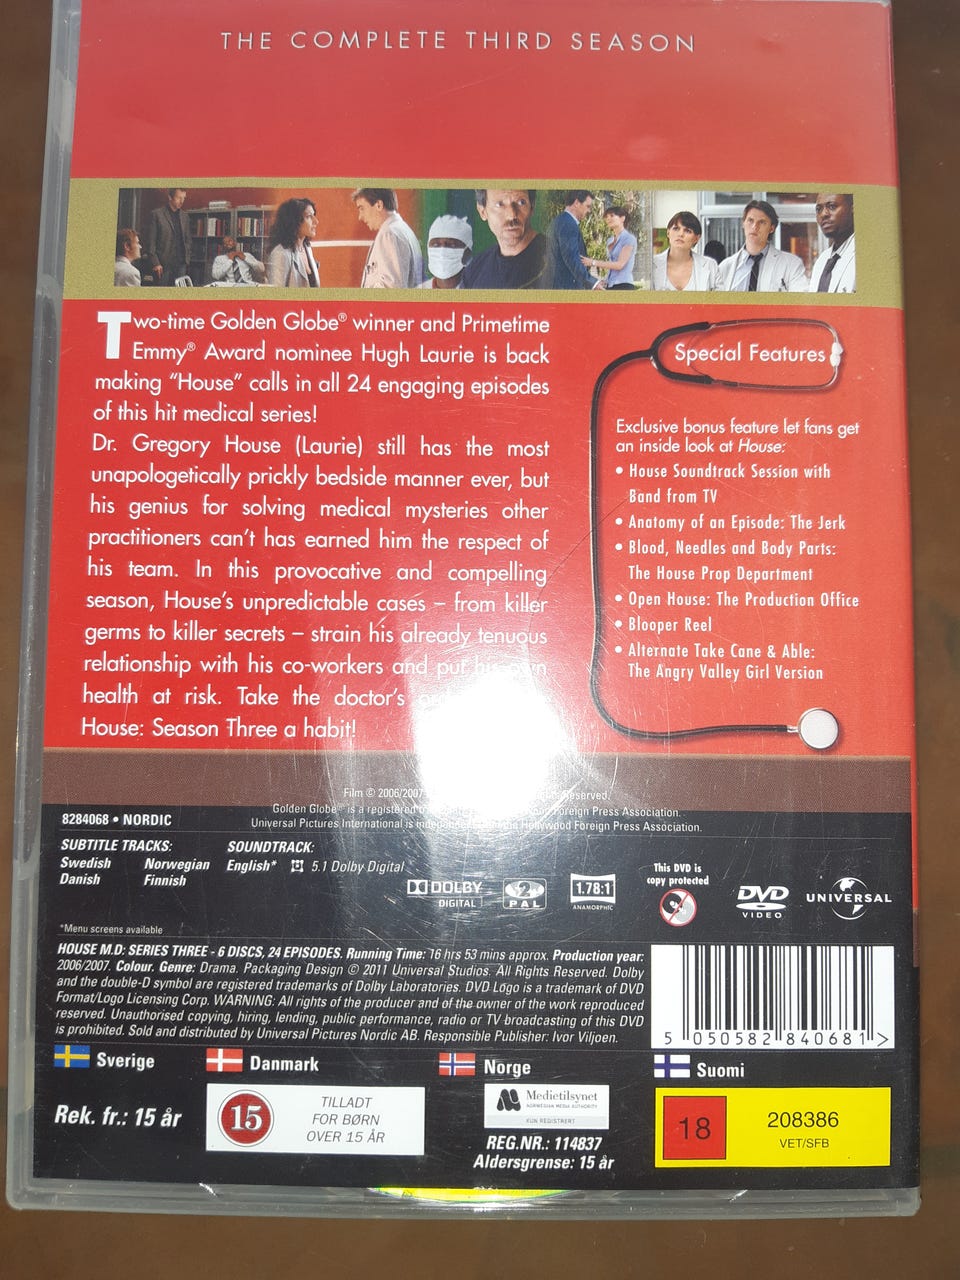 THE COMPLETE THIRD SEASON
Two-time Golden Globe® winner and Primetime
Emmy® Award nominee Hugh Laurie is back
making “House” calls in all 24 engaging episodes
of this hit medical series!
Dr. Gregory House (Laurie) still has the most
unapologetically prickly bedside manner ever, but
his genius for solving medical mysteries other
practitioners can’t has earned him the respect of
his team. In this provocative and compelling
season, House’s unpredictable cases – from killer
germs to killer secrets – strain his already tenuous
relationship with his co-workers and put his own
health at risk. Take the doctor’s
House: Season Three a habit!
Special Features
Exclusive bonus feature let fans get
an inside look at House:
• House Soundtrack Session with
Band from TV
• Anatomy of an Episode: The Jerk
• Blood, Needles and Body Parts:
The House Prop Department
• Open House: The Production Office
• Blooper Reel
• Alternate Take Cane & Able:
The Angry Valley Girl Version
Film © 2006/2007 Reserved.
Golden Globe® is a registered Foreign Press Association.
Universal Pictures International is Hollywood Foreign Press Association.
8284068 • NORDIC
SUBTITLE TRACKS:
Swedish Norwegian
Danish Finnish
SOUNDTRACK:
English* 5.1 Dolby Digital
DOLBY
DIGITAL
2
PAL
1.78:1
ANAMORPHIC
This DVD is
copy protected
DVD
VIDEO
UNIVERSAL
*Menu screens available
HOUSE M.D: SERIES THREE - 6 DISCS, 24 EPISODES. Running Time: 16 hrs 53 mins approx. Production year:
2006/2007. Colour. Genre: Drama. Packaging Design © 2011 Universal Studios. All Rights Reserved. Dolby
and the double-D symbol are registered trademarks of Dolby Laboratories. DVD Logo is a trademark of DVD
Format/Logo Licensing Corp. WARNING: All rights of the producer and of the owner of the work reproduced
reserved. Unauthorised copying, hiring, lending, public performance, radio or TV broadcasting of this DVD
is prohibited. Sold and distributed by Universal Pictures Nordic AB. Responsible Publisher: Ivor Viljoen.
5 050582 840681 >
Sverige
Rek. fr.: 15 år
Danmark
15
TILLADT
FOR BØRN
OVER 15 ÅR
Norge
Medietilsynet
NORWEGIAN MEDIA AUTHORITY
KUN REGISTRERT
REG.NR.: 114837
Aldersgrense: 15 år
Suomi
18
208386
VET/SFB